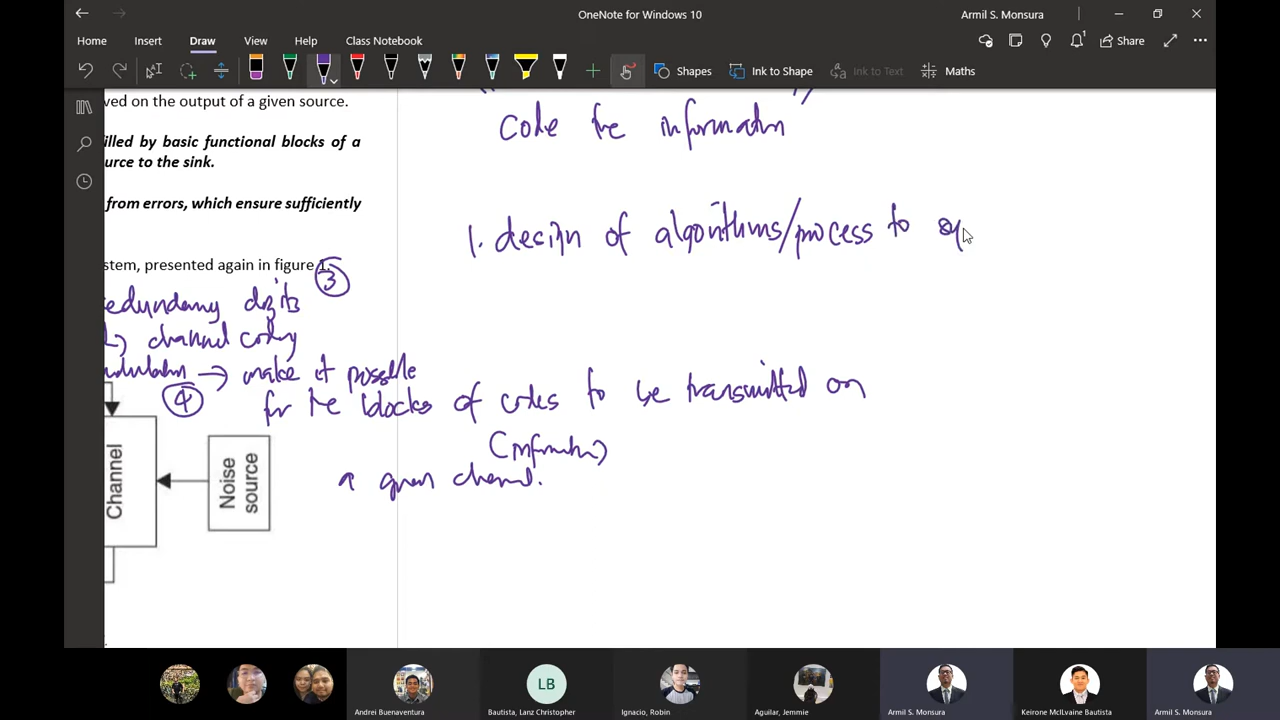 OneNote for Windows 10
Armil S. Monsura
Home Insert Draw View Help Class Notebook
Share
Shapes Ink to Shape Ink to Text Maths
ved on the output of a given source.
illed by basic functional blocks of a
urce to the sink.
from errors, which ensure sufficiently
stem, presented again in figure 1.
code the information
1. design of algorithms/process to
3
edundancy digits
↳ channel coding
4
→ make it possible
for the blocks of codes to be transmitted on
(information)
a given channel.
Channel
Noise source
LB
Andrei Buenaventura
Bautista, Lanz Christopher
Ignacio, Robin
Aguilar, Jemmie
Armil S. Monsura
Keirone McIlvaine Bautista
Armil S. Monsura